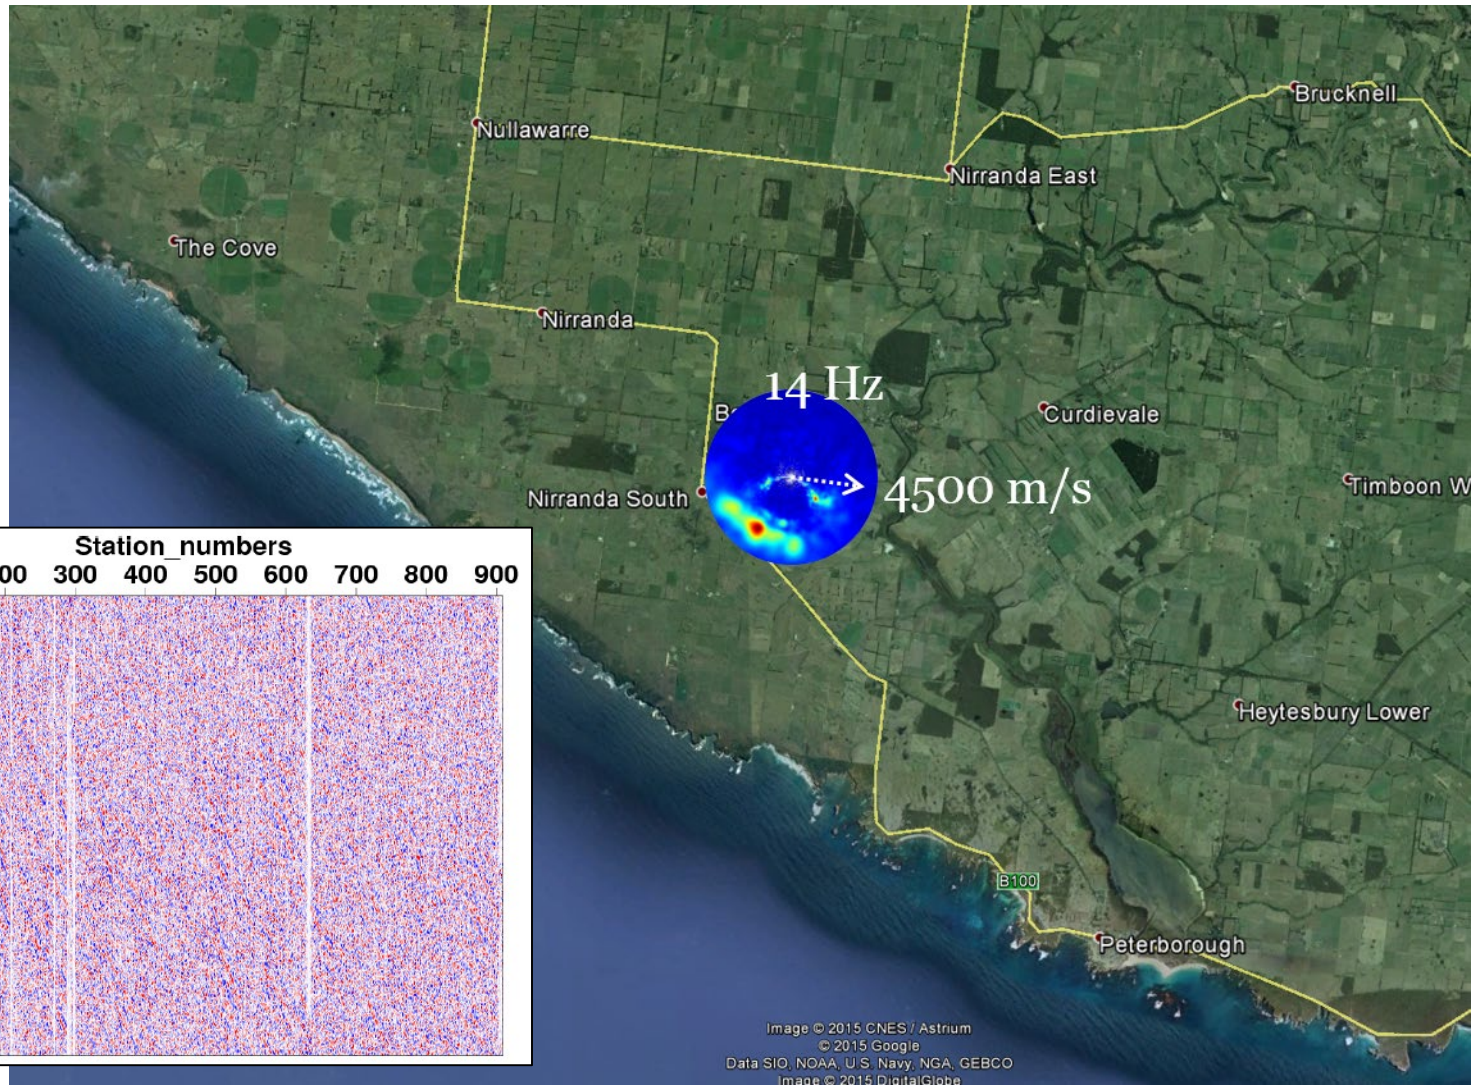 Brucknell
Nullawarre
Nirranda East
The Cove
Nirranda
14 Hz
Curdievale
4500 m/s
Timboon W
Nirranda South
Station_numbers
00 300 400 500 600 700 800 900
Heytesbury Lower
B100
Peterborough
Image © 2015 CNES / Astrium
© 2015 Google
Data SIO, NOAA, U.S. Navy, NGA, GEBCO
Image © 2015 DigitalGlobe